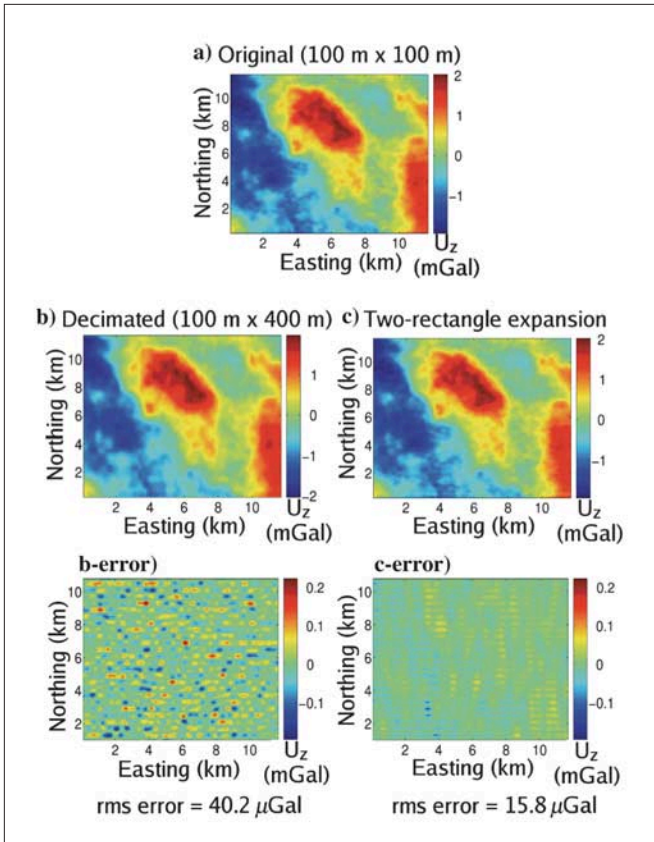 a) Original (100 m x 100 m)
Northing (km)
10
8
6
4
2
2 4 6 8 10
Easting (km)
2
1
0
−1
Uz
(mGal)
b) Decimated (100 m x 400 m)
Northing (km)
10
8
6
4
2
2 4 6 8 10
Easting (km)
1
0
−1
−2
Uz
(mGal)
c) Two-rectangle expansion
Northing (km)
10
8
6
4
2
2 4 6 8 10
Easting (km)
2
1
0
−1
Uz
(mGal)
b-error)
Northing (km)
10
8
6
4
2
2 4 6 8 10
Easting (km)
0.2
0.1
0
−0.1
Uz
(mGal)
rms error = 40.2 μGal
c-error)
Northing (km)
10
8
6
4
2
2 4 6 8 10
Easting (km)
0.2
0.1
0
−0.1
Uz
(mGal)
rms error = 15.8 μGal